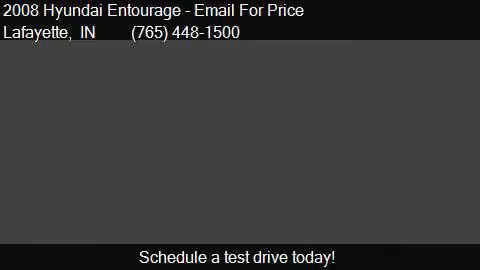 2008 Hyundai Entourage - Email For Price
Lafayette, IN (765) 448-1500
Schedule a test drive today!